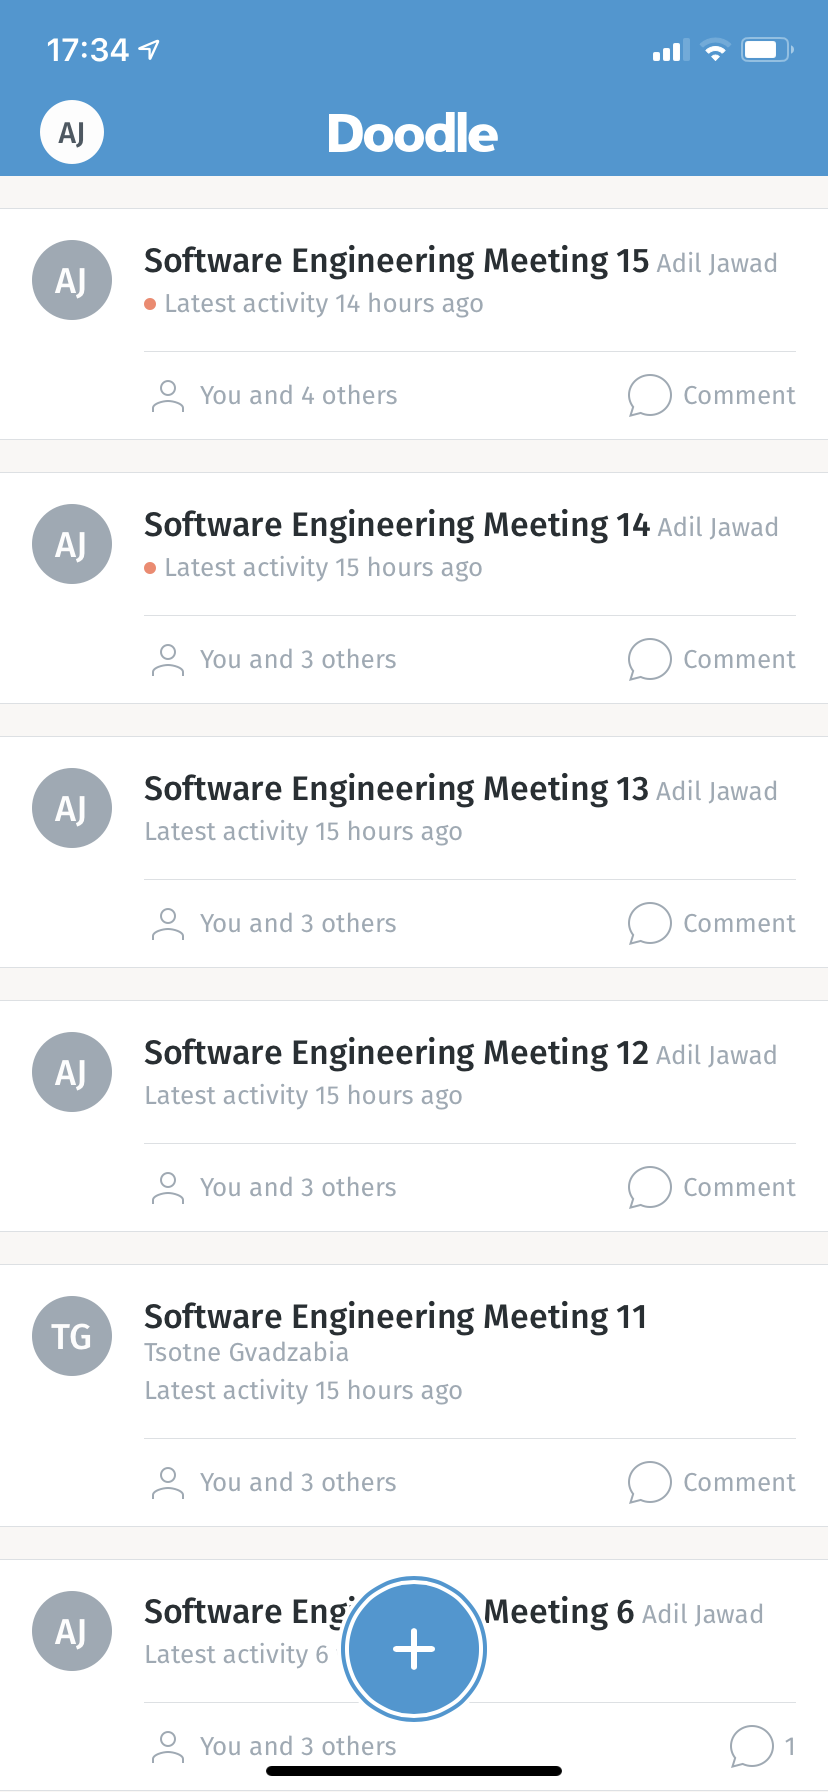 17:34
AJ
Doodle
AJ
Software Engineering Meeting 15 Adil Jawad
Latest activity 14 hours ago
You and 4 others
Comment
AJ
Software Engineering Meeting 14 Adil Jawad
Latest activity 15 hours ago
You and 3 others
Comment
AJ
Software Engineering Meeting 13 Adil Jawad
Latest activity 15 hours ago
You and 3 others
Comment
AJ
Software Engineering Meeting 12 Adil Jawad
Latest activity 15 hours ago
You and 3 others
Comment
TG
Software Engineering Meeting 11
Tsotne Gvadzabia
Latest activity 15 hours ago
You and 3 others
Comment
AJ
Software Meeting 6 Adil Jawad
Latest activity 6
You and 3 others
1